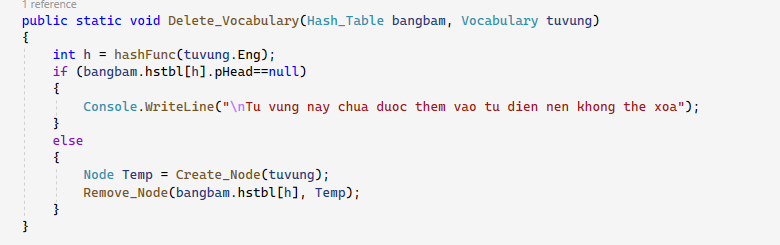 1 reference
public static void Delete_Vocabulary(Hash_Table bangbam, Vocabulary tuvung)
{
    int h = hashFunc(tuvung.Eng);
    if (bangbam.hstbl[h].pHead==null)
    {
        Console.WriteLine("\nTu vung nay chua duoc them vao tu dien nen khong the xoa");
    }
    else
    {
        Node Temp = Create_Node(tuvung);
        Remove_Node(bangbam.hstbl[h], Temp);
    }
}